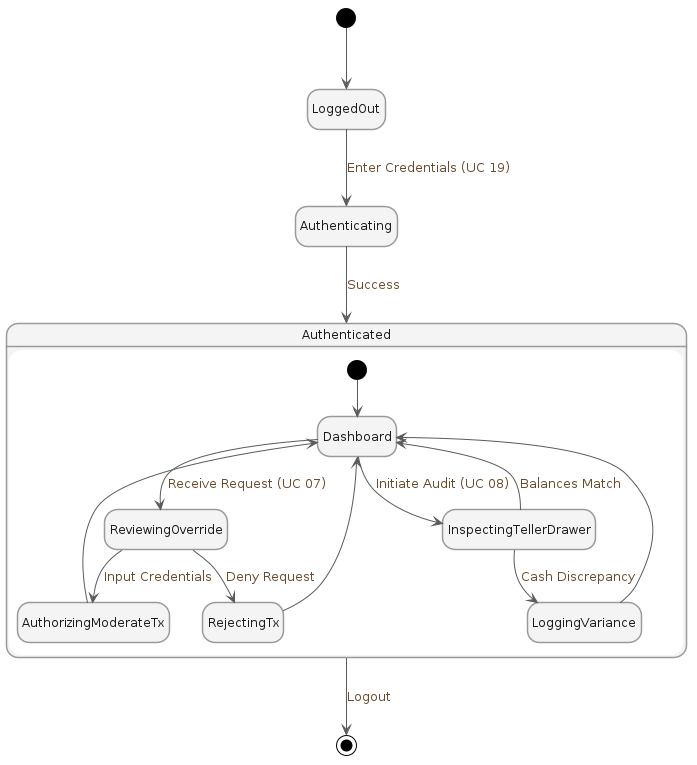 LoggedOut
Enter Credentials (UC 19)
Authenticating
Success
Authenticated
Dashboard
Receive Request (UC 07)
Initiate Audit (UC 08)
Balances Match
ReviewingOverride
InspectingTellerDrawer
Input Credentials
Deny Request
Cash Discrepancy
AuthorizingModerateTx
RejectingTx
LoggingVariance
Logout